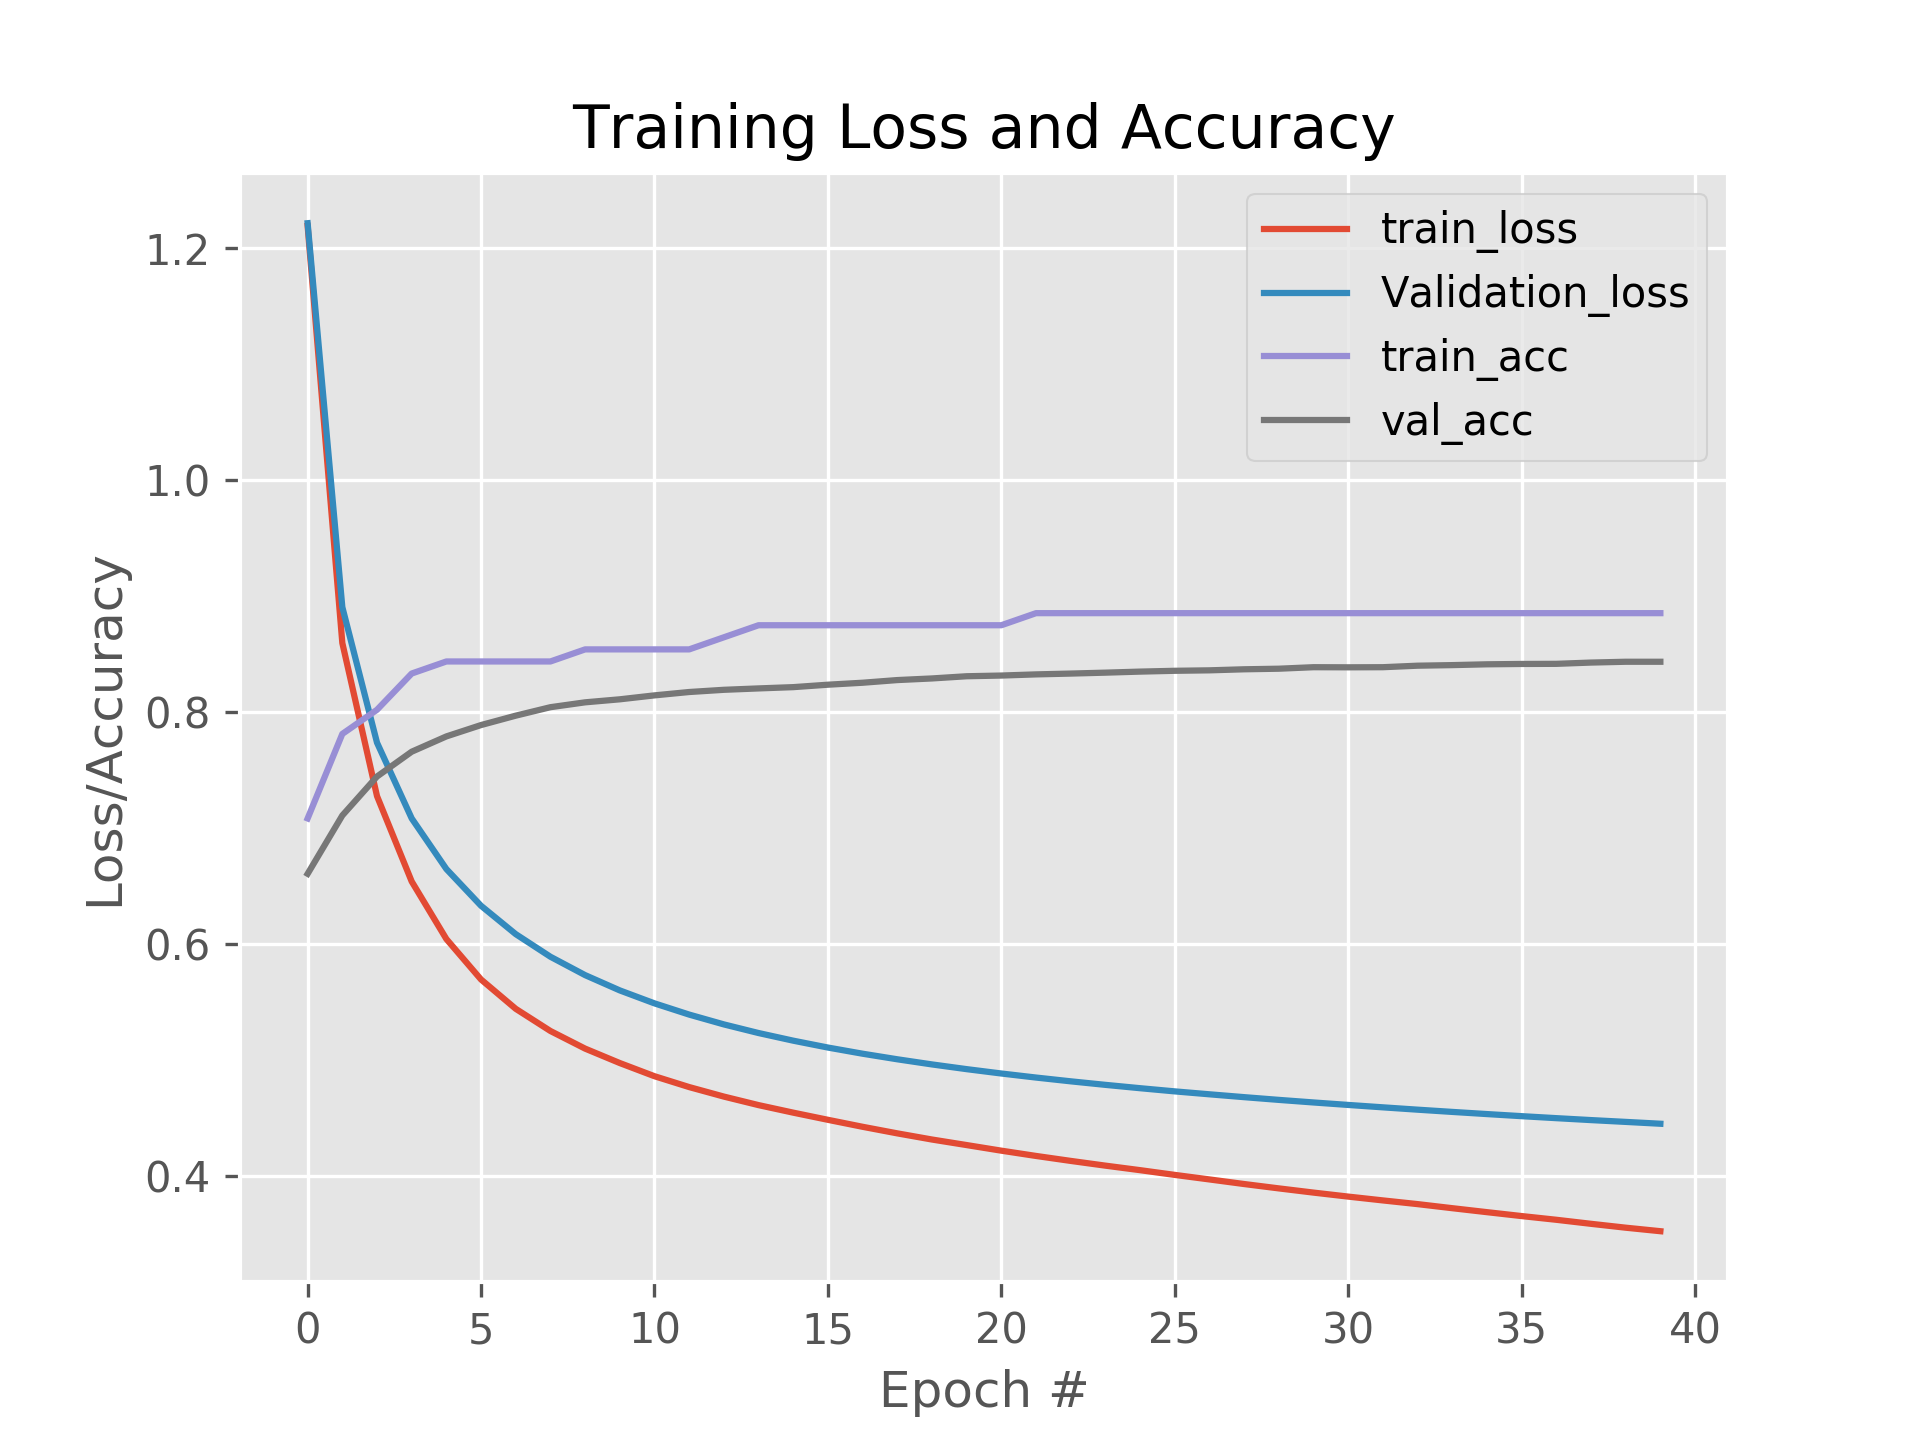 Training Loss and Accuracy
train_loss
Validation_loss
train_acc
val_acc
1.2
1.0
0.8
0.6
0.4
Loss/Accuracy
0 5 10 15 20 25 30 35 40
Epoch #